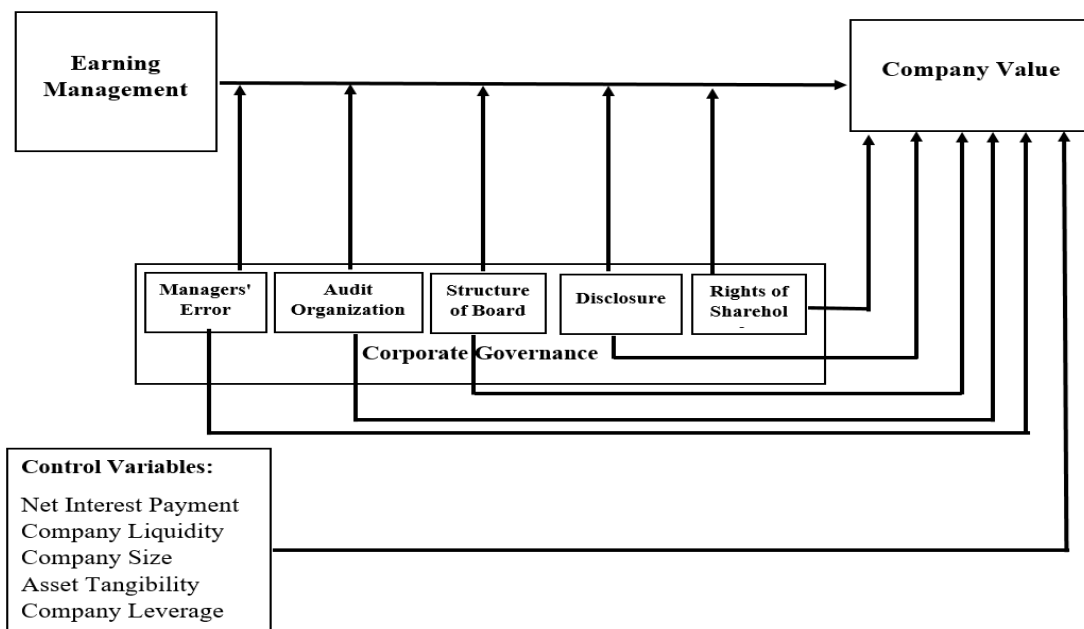 Earning
Management
Company Value
Managers'
Error
Audit
Organization
Structure
of Board
Disclosure
Rights of
Sharehol
Corporate Governance
Control Variables:
Net Interest Payment
Company Liquidity
Company Size
Asset Tangibility
Company Leverage